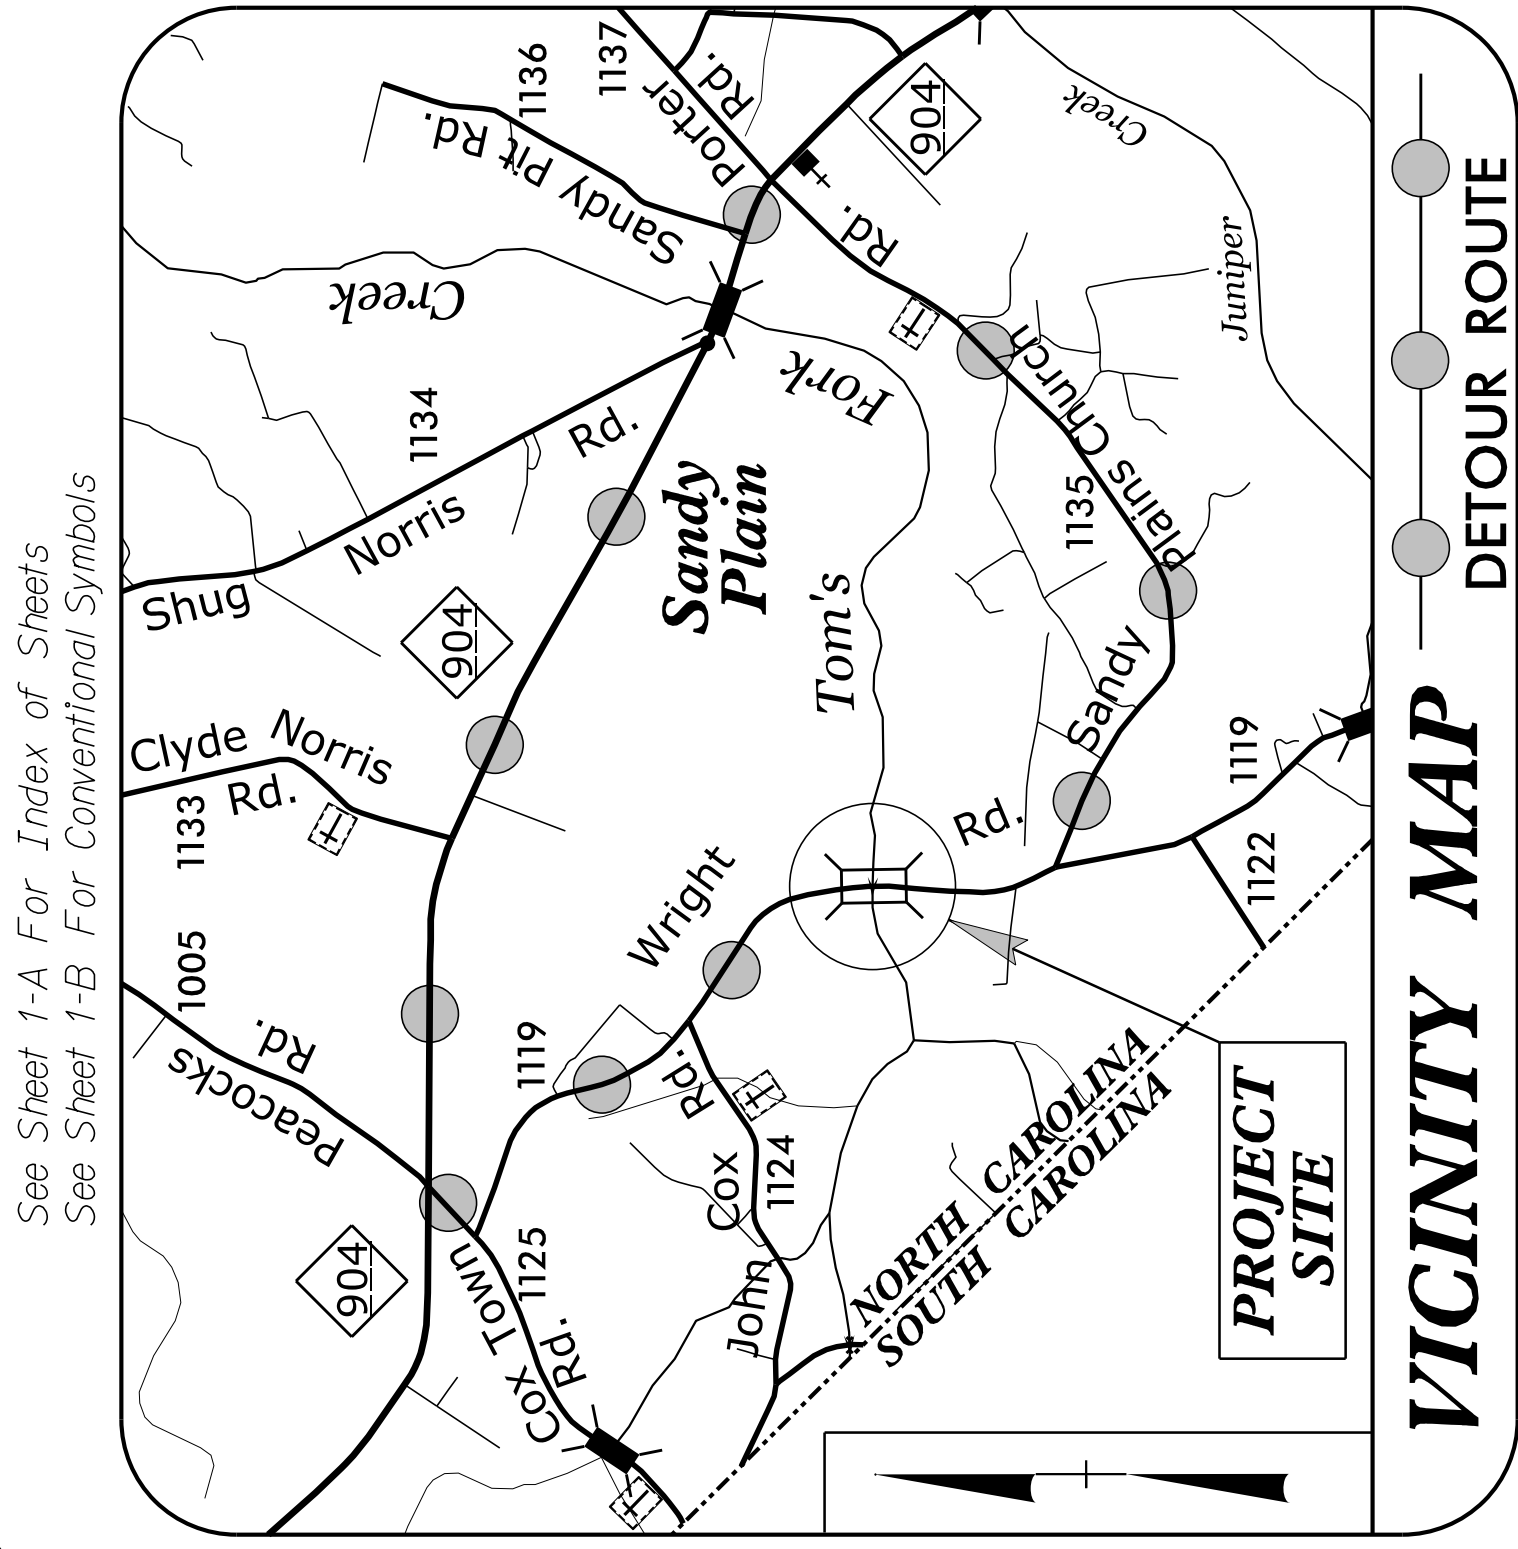 See Sheet 1-A For Index of Sheets
See Sheet 1-B For Conventional Symbols
Peacocks
Rd.
1005
Clyde Norris
Rd.
1133
Shug Norris Rd.
1134
Creek
Sandy Pit Rd.
1136
1137
Porter
Rd.
904
904
904
Cox Town
Rd.
1125
1119
Wright
Rd.
Sandy
Plain
Tom's
Fork
Rd.
Creek
Juniper
Sandy
Plains Church
Rd.
1135
John
Cox
Rd.
1124
1119
1122
NORTH CAROLINA
SOUTH CAROLINA
PROJECT
SITE
VICINITY MAP
DETOUR ROUTE